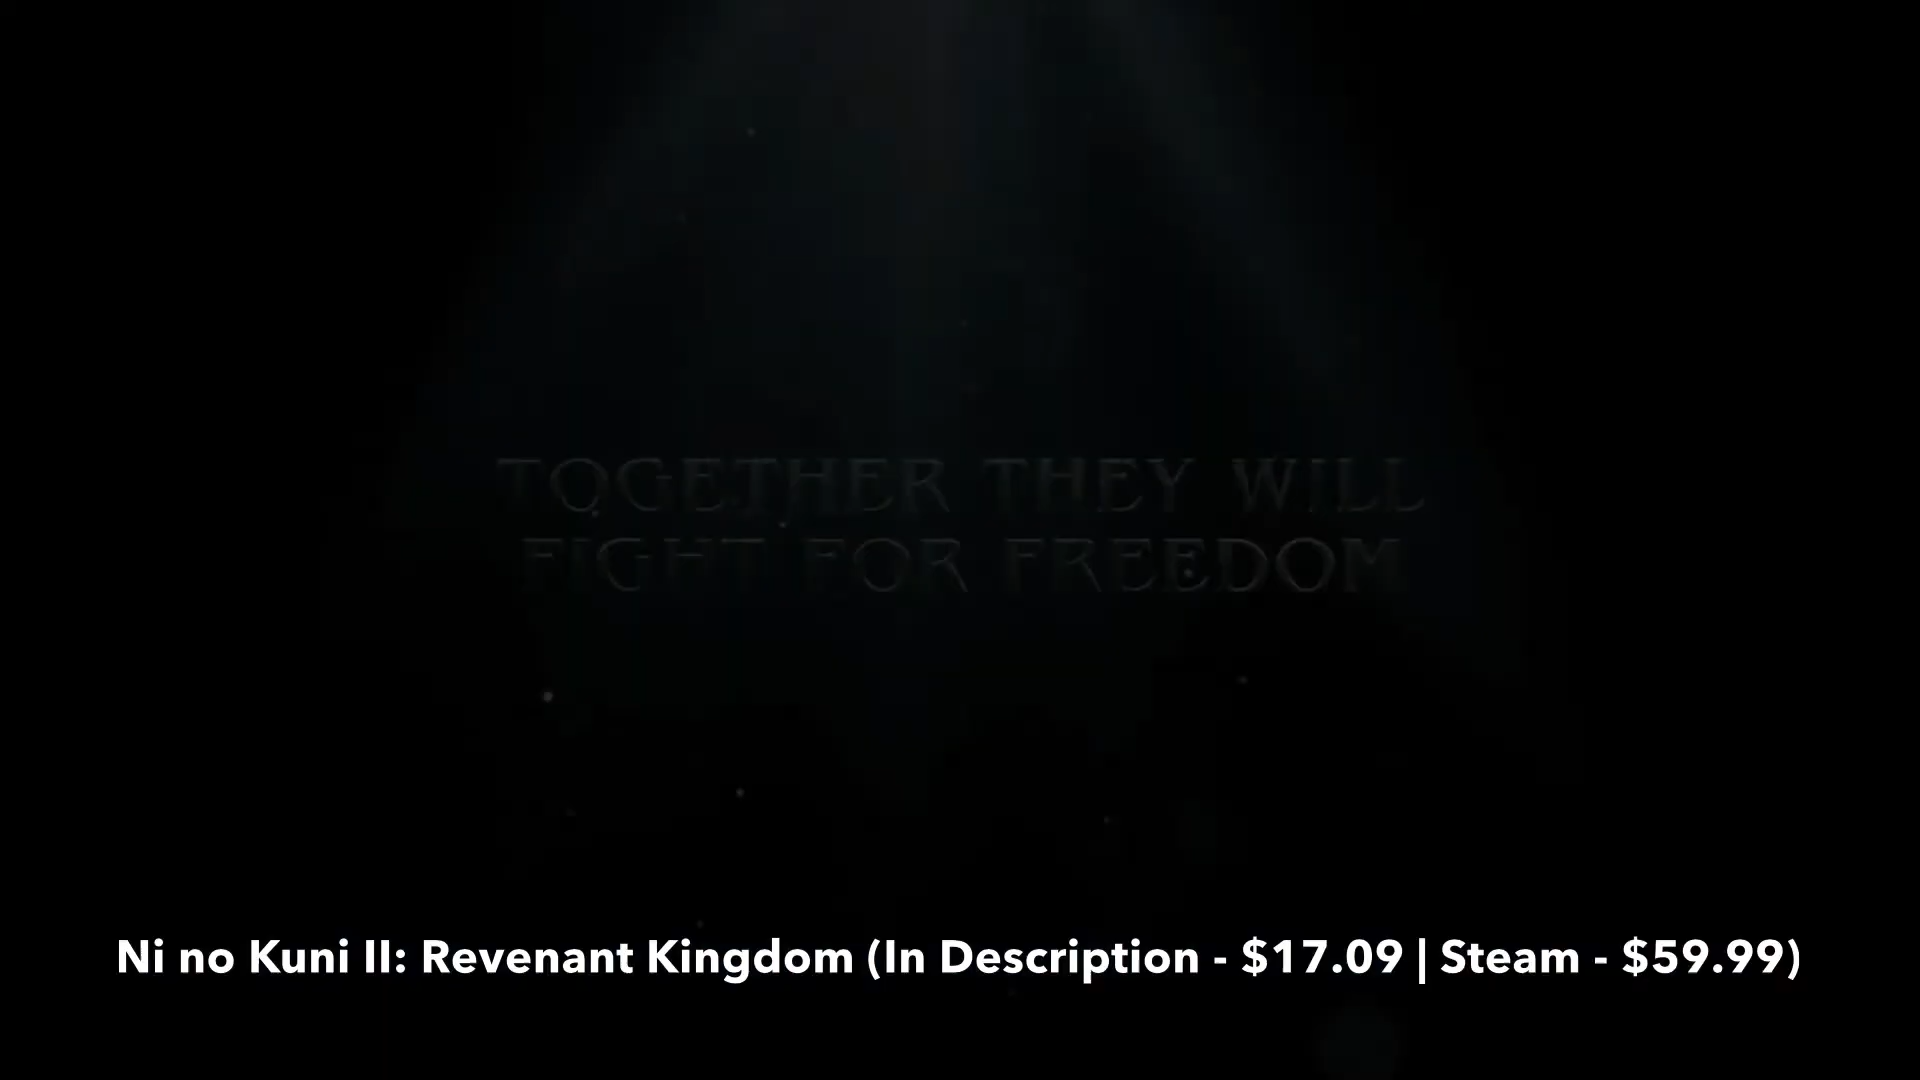 TOGETHER THEY WILL
FIGHT FOR FREEDOM
Ni no Kuni II: Revenant Kingdom (In Description - $17.09 | Steam - $59.99)